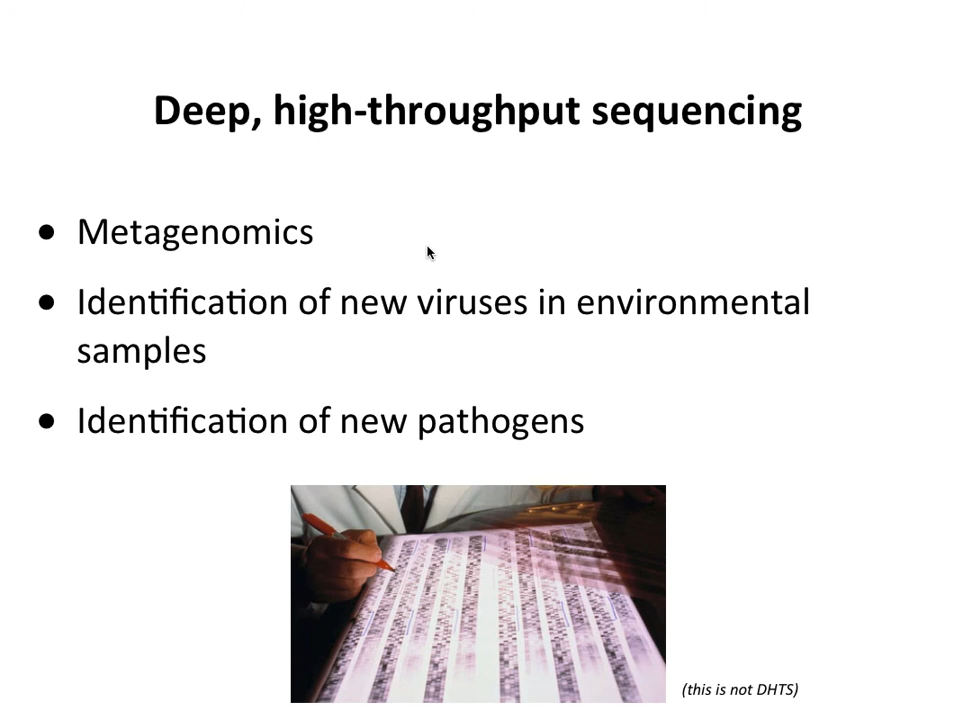 Deep, high-throughput sequencing
● Metagenomics
● Identification of new viruses in environmental
samples
● Identification of new pathogens
(this is not DHTS)